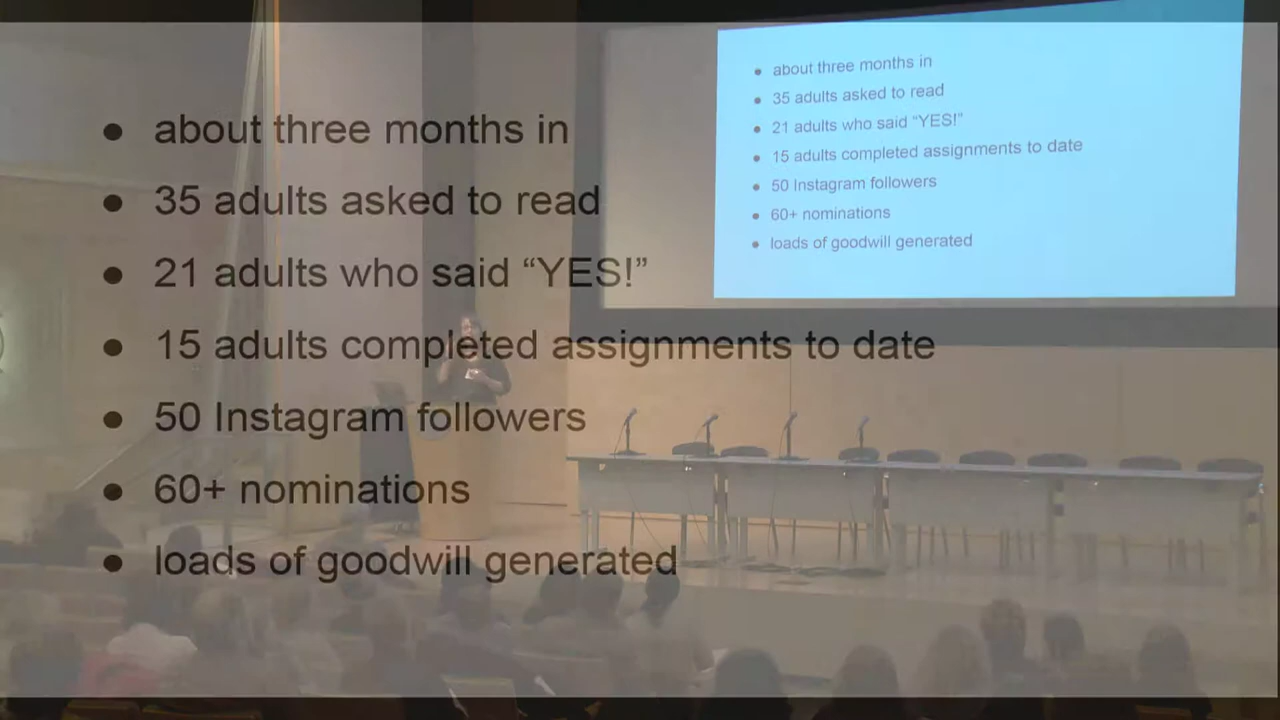 ● about three months in
● 35 adults asked to read
● 21 adults who said “YES!”
● 15 adults completed assignments to date
● 50 Instagram followers
● 60+ nominations
● loads of goodwill generated
● about three months in
● 35 adults asked to read
● 21 adults who said “YES!”
● 15 adults completed assignments to date
● 50 Instagram followers
● 60+ nominations
● loads of goodwill generated